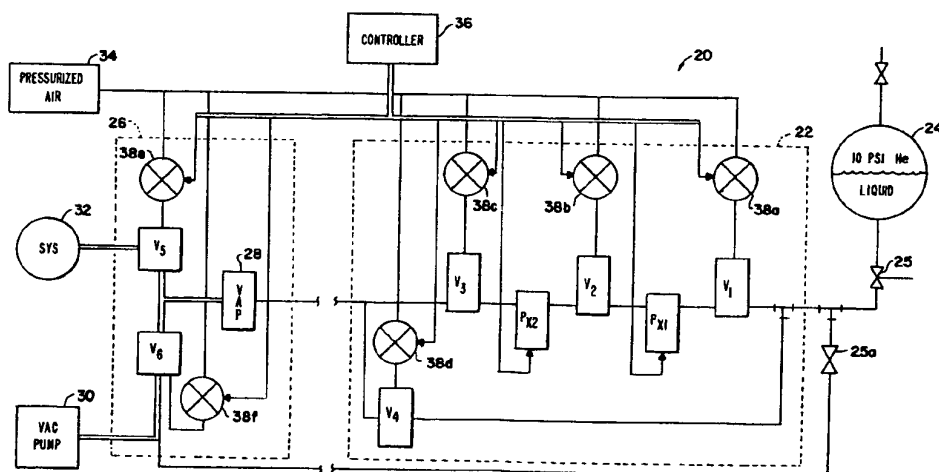 CONTROLLER
36
34
PRESSURIZED
AIR
20
26
22
24
10 PSI He
LIQUID
38a
38c
38b
38a
32
SYS
V5
28
VAP
V3
V2
V1
25
PX2
PX1
V6
38d
25a
30
38f
V4
VAC
PUMP